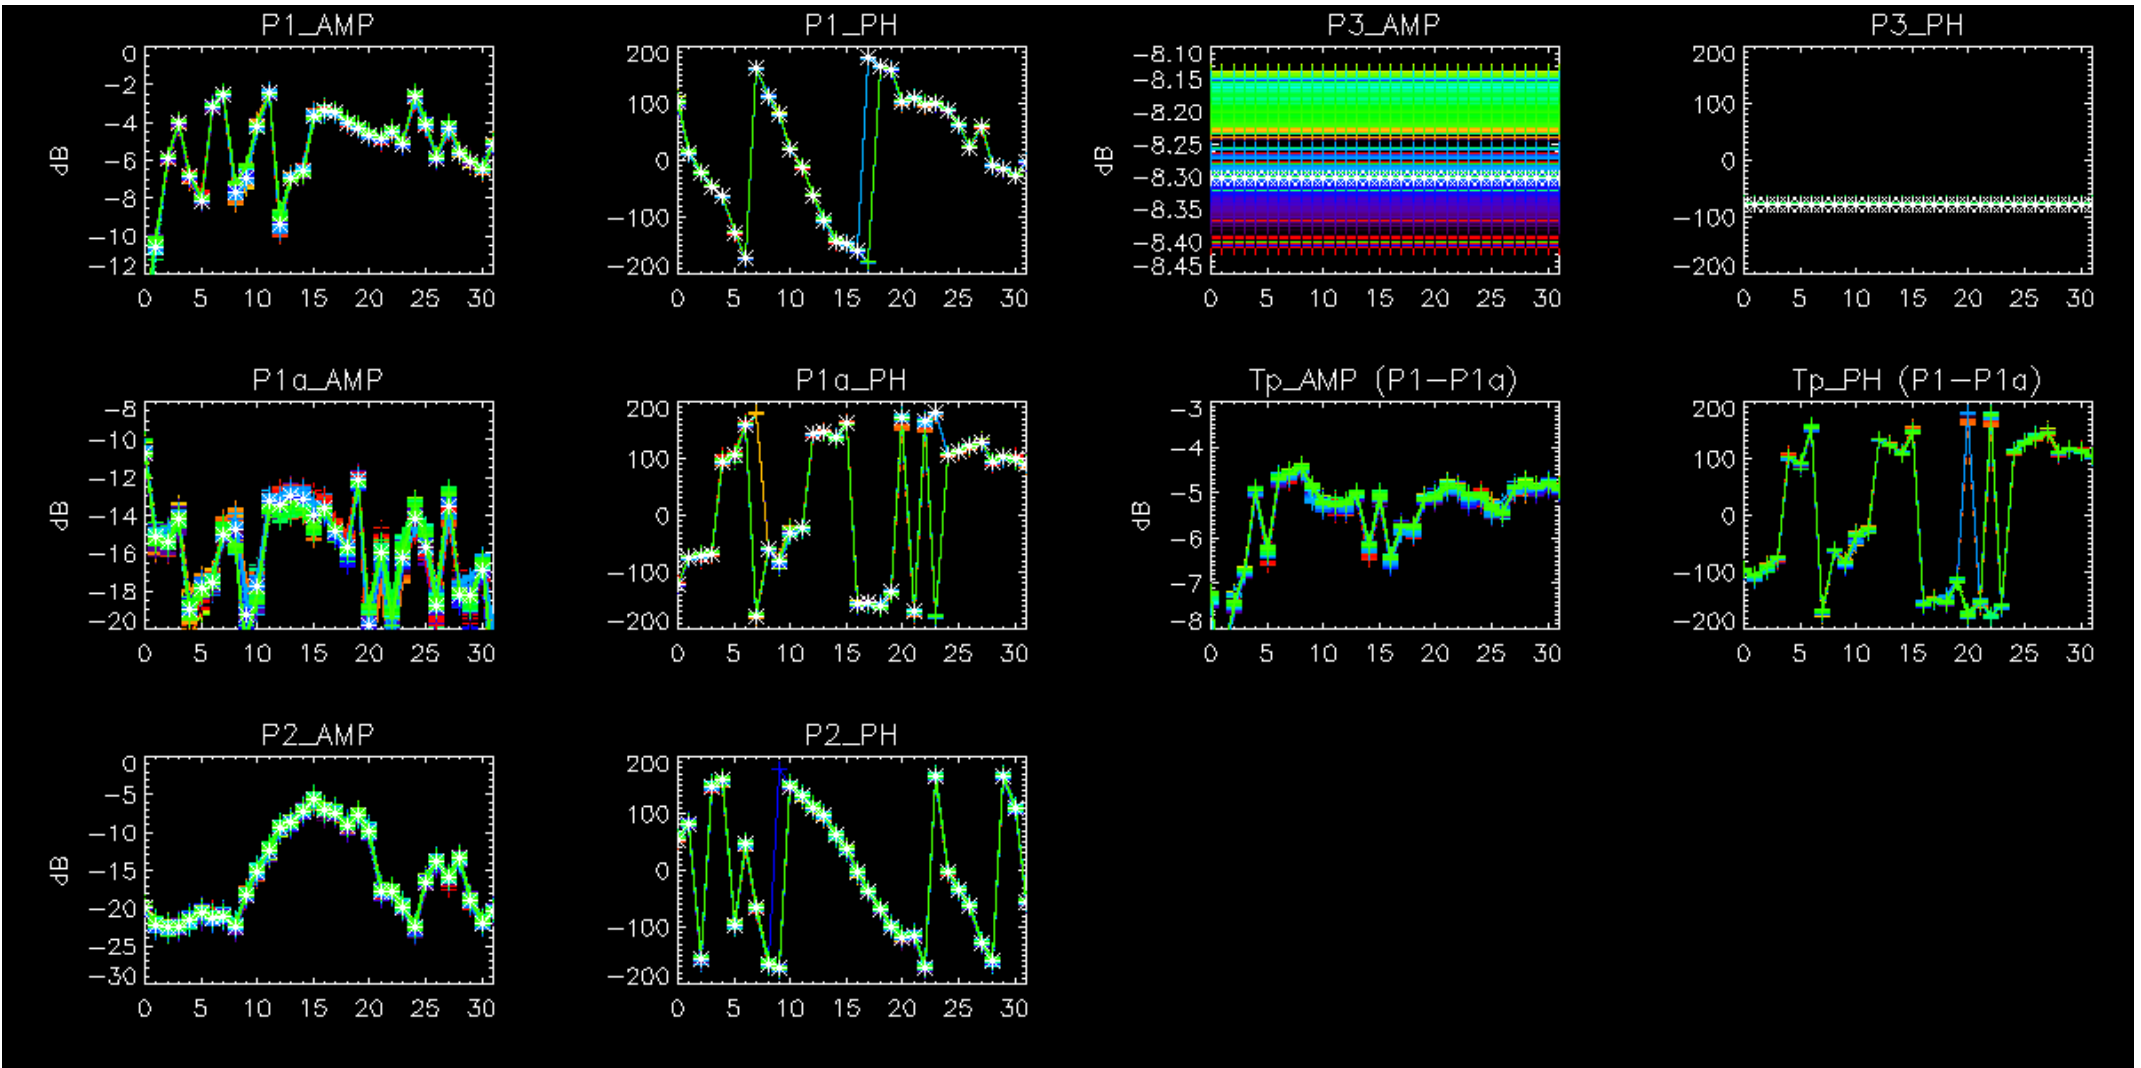 P1_AMP
0
-2
-4
-6
-8
-10
-12
dB
0 5 10 15 20 25 30
P1_PH
200
100
0
-100
-200
0 5 10 15 20 25 30
P3_AMP
-8.10
-8.15
-8.20
-8.25
-8.30
-8.35
-8.40
-8.45
dB
0 5 10 15 20 25 30
P3_PH
200
100
0
-100
-200
0 5 10 15 20 25 30
P1a_AMP
-8
-10
-12
-14
-16
-18
-20
dB
0 5 10 15 20 25 30
P1a_PH
200
100
0
-100
-200
0 5 10 15 20 25 30
Tp_AMP (P1-P1a)
-3
-4
-5
-6
-7
-8
dB
0 5 10 15 20 25 30
Tp_PH (P1-P1a)
200
100
0
-100
-200
0 5 10 15 20 25 30
P2_AMP
0
-5
-10
-15
-20
-25
-30
dB
0 5 10 15 20 25 30
P2_PH
200
100
0
-100
-200
0 5 10 15 20 25 30